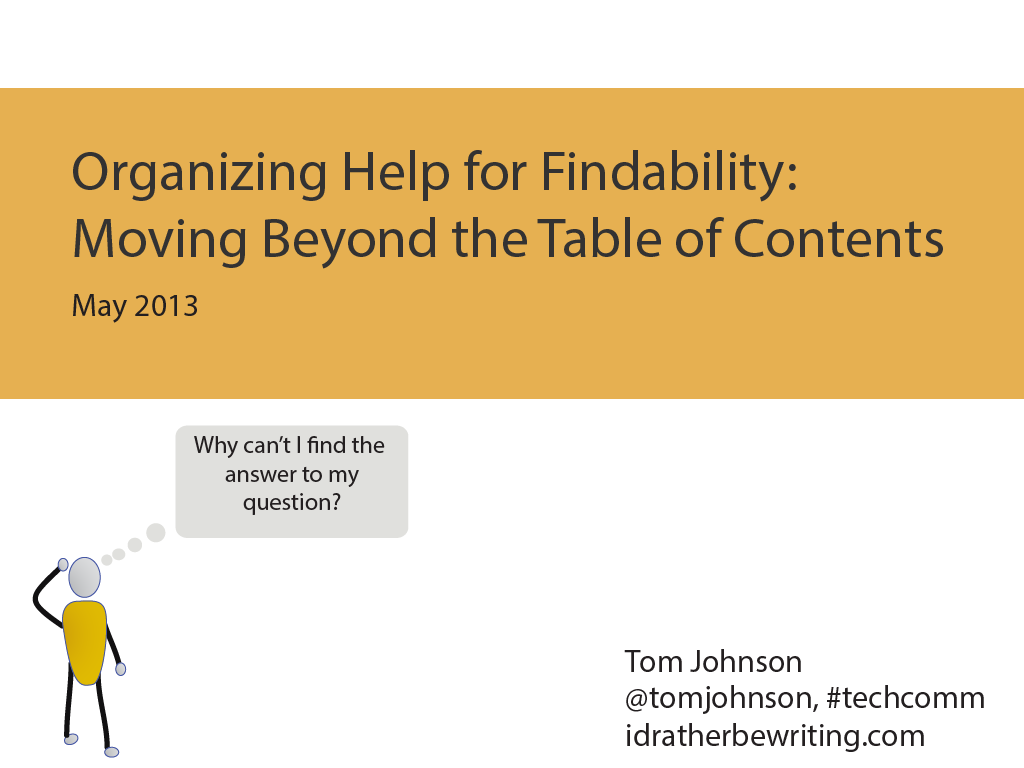 Organizing Help for Findability:
Moving Beyond the Table of Contents
May 2013
Why can’t I find the
answer to my
question?
Tom Johnson
@tomjohnson, #techcomm
idratherbewriting.com